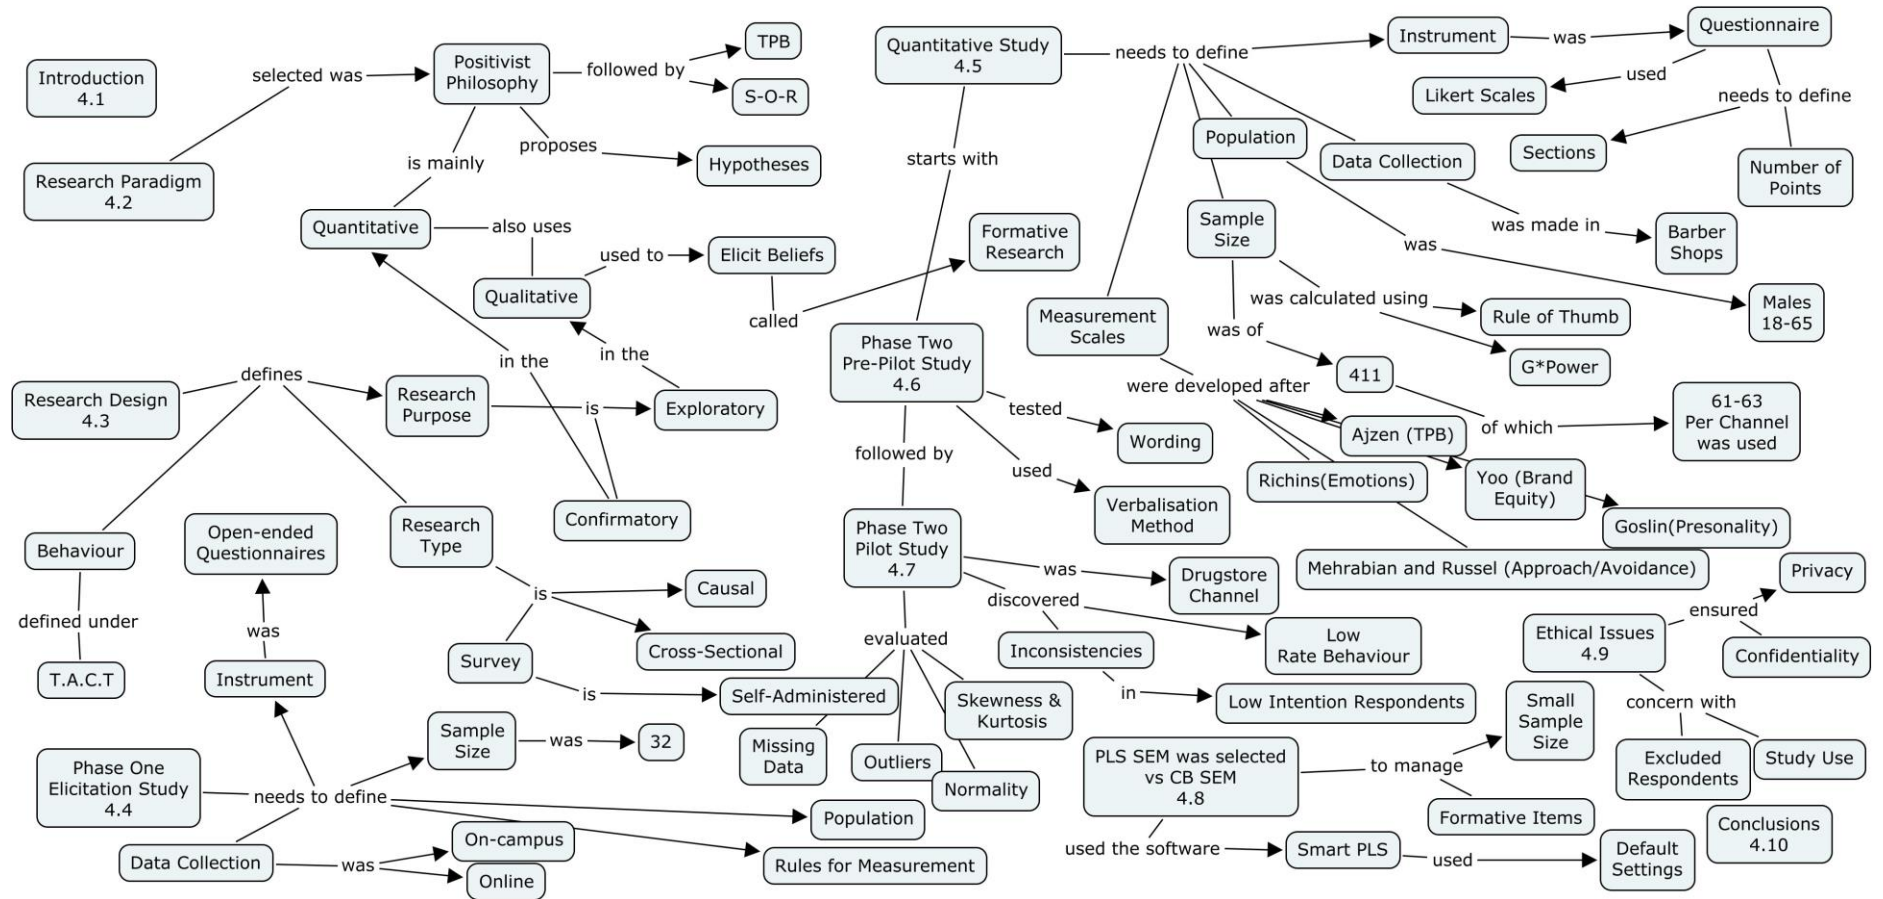 Introduction
4.1
Research Paradigm
4.2
selected was
Positivist
Philosophy
followed by
TPB
S-O-R
is mainly
proposes
Hypotheses
Quantitative
also uses
Qualitative
used to
Elicit Beliefs
called
Formative
Research
in the
in the
Research Design
4.3
defines
Research
Purpose
is
Exploratory
Confirmatory
Behaviour
defined under
T.A.C.T
Research
Type
is
Causal
Cross-Sectional
Survey
is
Self-Administered
Open-ended
Questionnaires
was
Instrument
Phase One
Elicitation Study
4.4
needs to define
Sample
Size
was
32
Population
Rules for Measurement
Data Collection
was
On-campus
Online
Quantitative Study
4.5
needs to define
Instrument
was
Questionnaire
used
Likert Scales
needs to define
Sections
Number of
Points
Population
was
Males
18-65
Data Collection
was made in
Barber
Shops
Sample
Size
was calculated using
Rule of Thumb
G*Power
was of
411
of which
61-63
Per Channel
was used
Measurement
Scales
were developed after
Ajzen (TPB)
Richins(Emotions)
Yoo (Brand
Equity)
Goslin(Presonality)
Mehrabian and Russel (Approach/Avoidance)
starts with
Phase Two
Pre-Pilot Study
4.6
tested
Wording
used
Verbalisation
Method
followed by
Phase Two
Pilot Study
4.7
was
Drugstore
Channel
discovered
Low
Rate Behaviour
Inconsistencies
in
Low Intention Respondents
evaluated
Missing
Data
Outliers
Skewness &
Kurtosis
Normality
PLS SEM was selected
vs CB SEM
4.8
to manage
Small
Sample
Size
Formative Items
used the software
Smart PLS
used
Default
Settings
Ethical Issues
4.9
ensured
Privacy
Confidentiality
concern with
Excluded
Respondents
Study Use
Conclusions
4.10